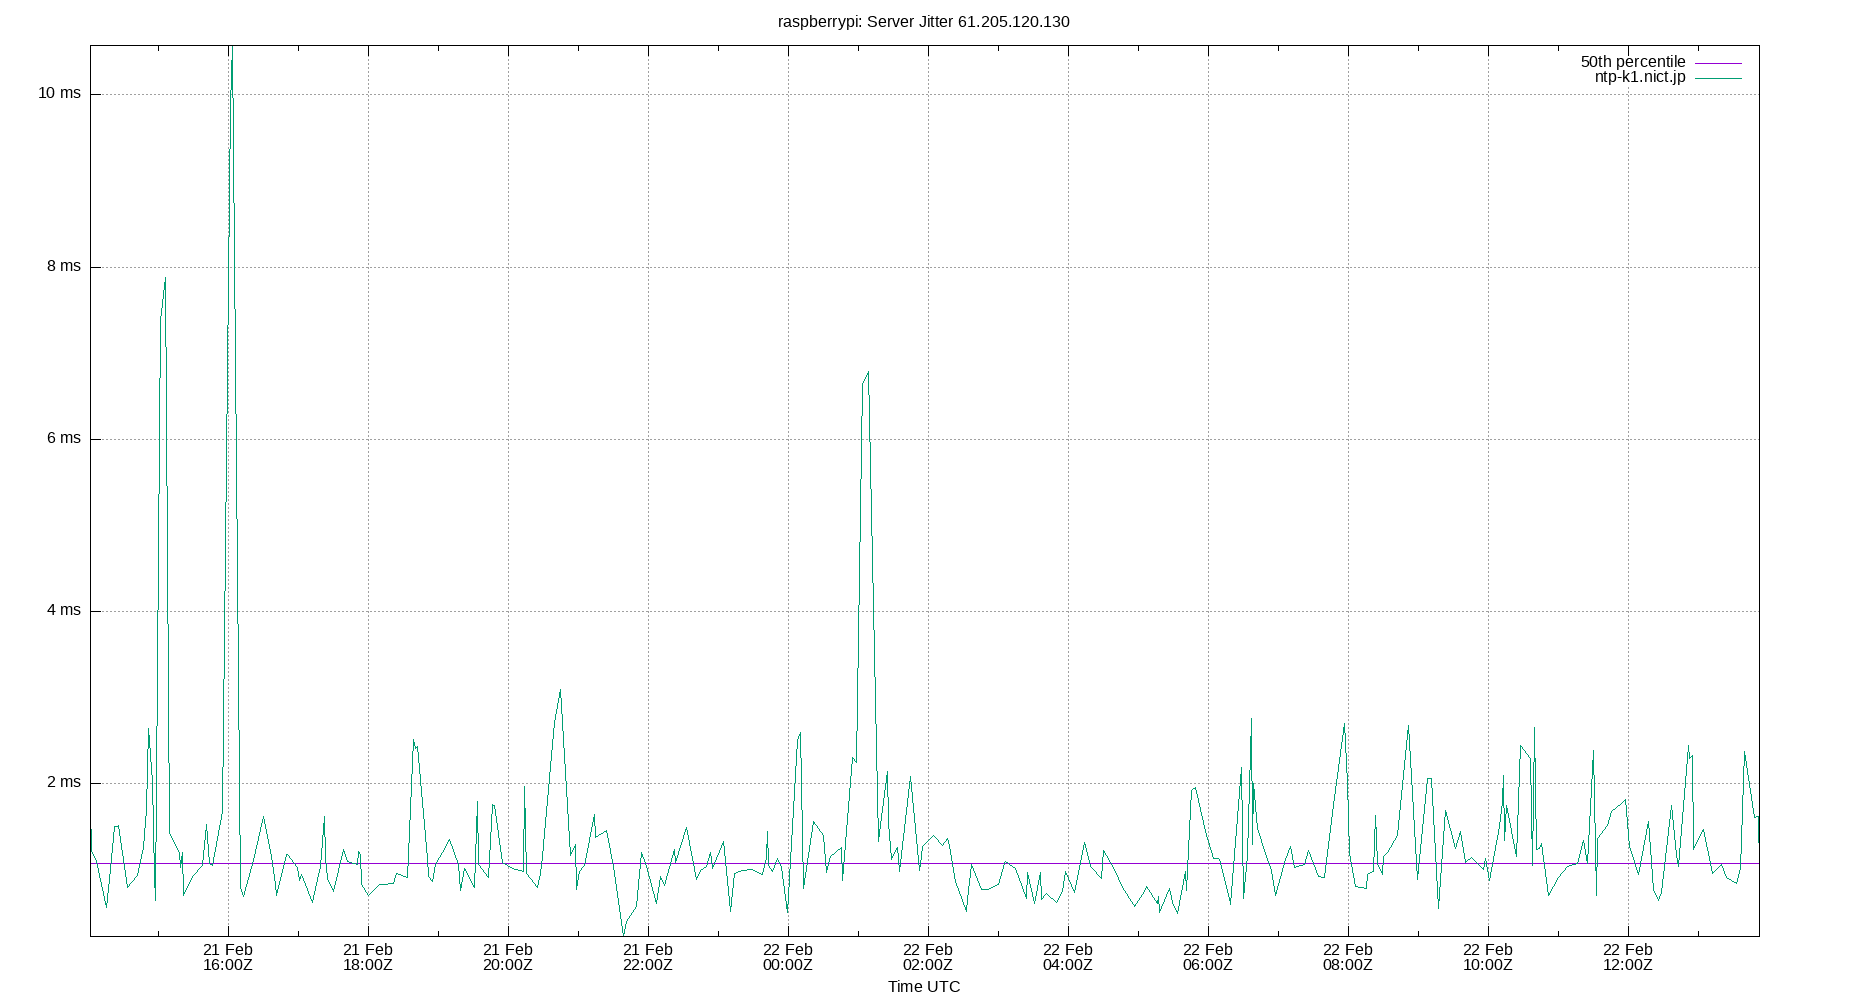 raspberrypi: Server Jitter 61.205.120.130
50th percentile
ntp-k1.nict.jp
10 ms
8 ms
6 ms
4 ms
2 ms
21 Feb 21 Feb 21 Feb 21 Feb 22 Feb 22 Feb 22 Feb 22 Feb 22 Feb 22 Feb 22 Feb
16:00Z 18:00Z 20:00Z 22:00Z 00:00Z 02:00Z 04:00Z 06:00Z 08:00Z 10:00Z 12:00Z
Time UTC